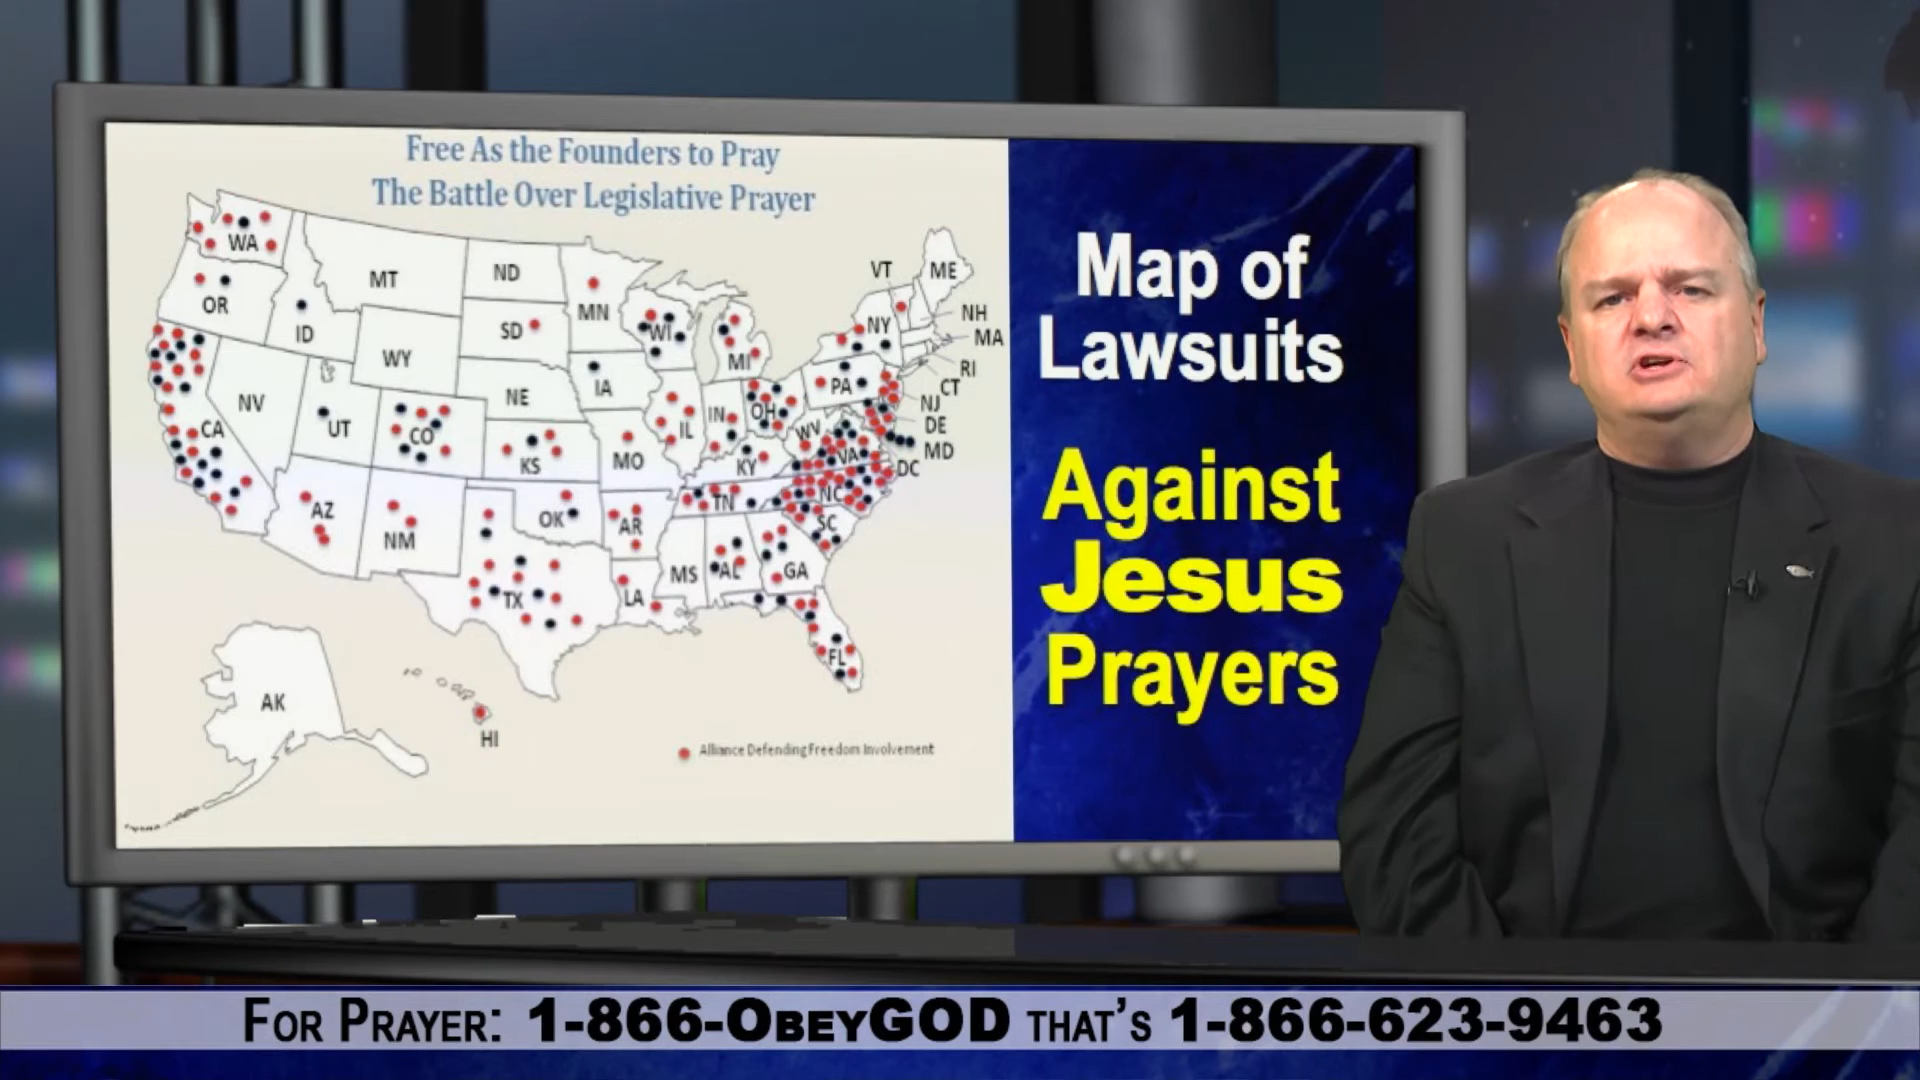 Free As the Founders to Pray
The Battle Over Legislative Prayer
WA
MT
ND
MN
VT
ME
OR
ID
SD
WI
MI
NY
NH
MA
WY
RI
NV
NE
IA
PA
CT
NJ
UT
CO
IL
IN
OH
DE
CA
KS
MO
WV
VA
MD
KY
DC
AZ
NM
OK
AR
TN
NC
SC
MS
AL
GA
TX
LA
FL
AK
HI
Alliance Defending Freedom Involvement
Map of
Lawsuits
Against
Jesus
Prayers
FOR PRAYER: 1-866-OBEYGOD THAT'S 1-866-623-9463